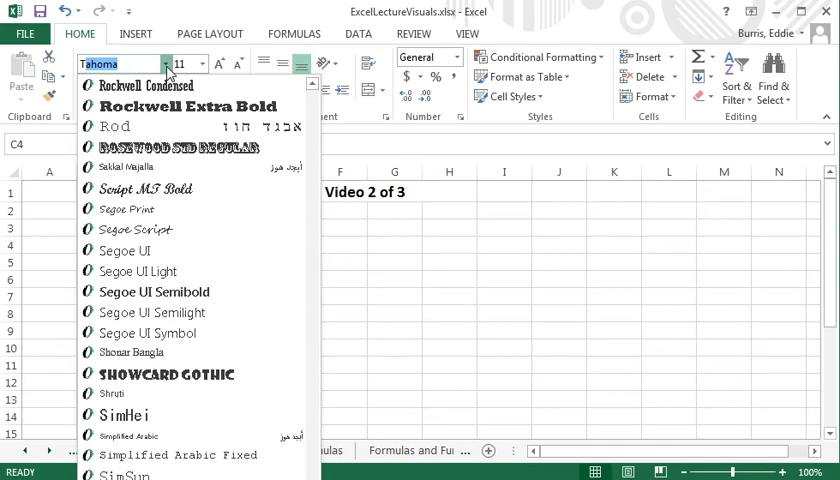 ExcelLectureVisuals.xlsx - Excel
FILE HOME INSERT PAGE LAYOUT FORMULAS DATA REVIEW VIEW Burris, Eddie
Paste
Clipboard
Tahoma 11
General
$ % ,
Number
Conditional Formatting
Format as Table
Cell Styles
Styles
Insert
Delete
Format
Cells
Sort &
Filter
Find &
Select
Editing
C4
A F G H I J K L M N
1 Video 2 of 3
2
3
4
5
6
7
8
9
10
11
12
13
14
15
Rockwell Condensed
Rockwell Extra Bold
Rod אבגד הוז
ROSEWOOD STD REGULAR
Sakkal Majalla أبجد هوز
Script MT Bold
Segoe Print
Segoe Script
Segoe UI
Segoe UI Light
Segoe UI Semibold
Segoe UI Semilight
Segoe UI Symbol
Shonar Bangla
SHOWCARD GOTHIC
Shruti
SimHei
Simplified Arabic أبجد هوز
Simplified Arabic Fixed
SimSun
... Formulas and Fur ...
READY 100%